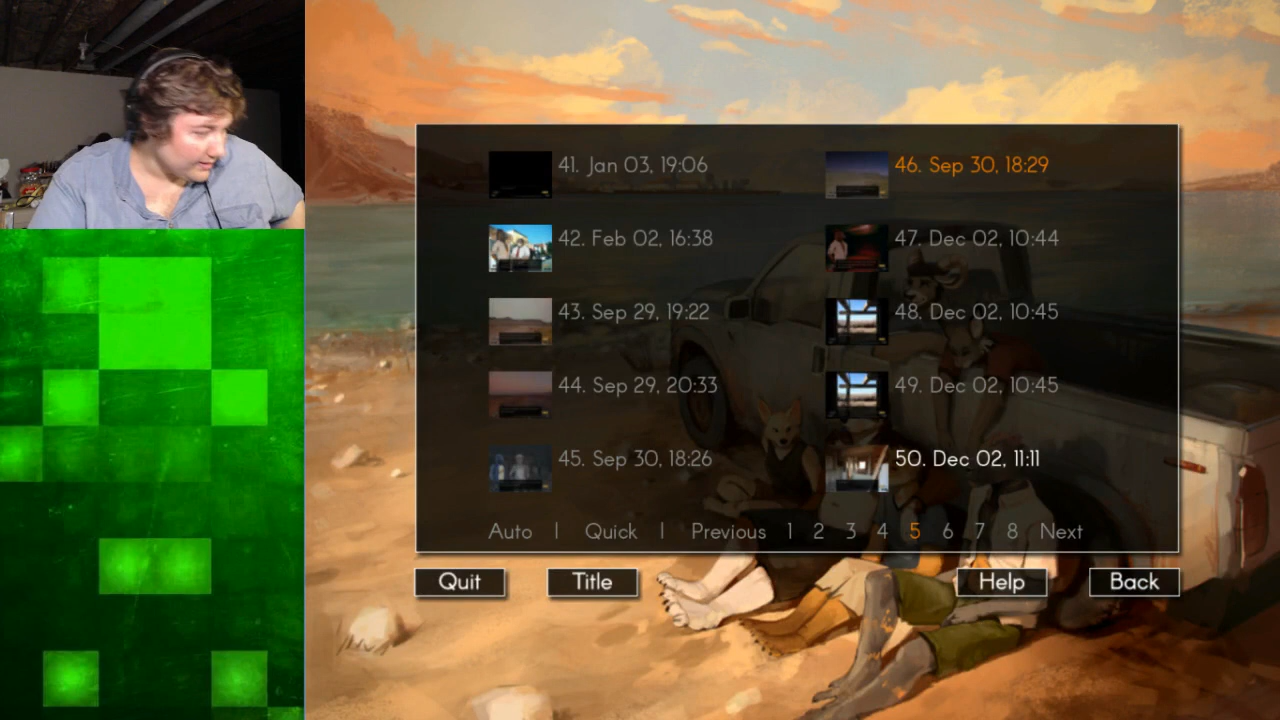 41. Jan 03, 19:06
42. Feb 02, 16:38
43. Sep 29, 19:22
44. Sep 29, 20:33
45. Sep 30, 18:26
46. Sep 30, 18:29
47. Dec 02, 10:44
48. Dec 02, 10:45
49. Dec 02, 10:45
50. Dec 02, 11:11
Auto | Quick | Previous 1 2 3 4 5 6 7 8 Next
Quit Title Help Back